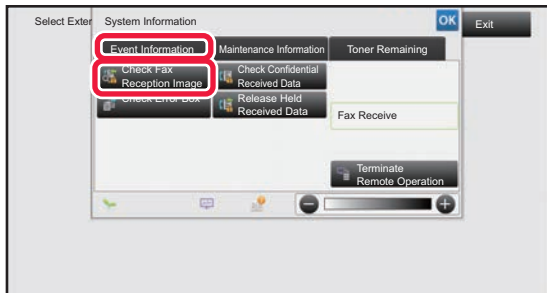 Select Exter
System Information
OK
Exit
Event Information
Maintenance Information
Toner Remaining
Check Fax
Reception Image
Check Confidential
Received Data
Check Error Box
Release Held
Received Data
Fax Receive
Terminate
Remote Operation